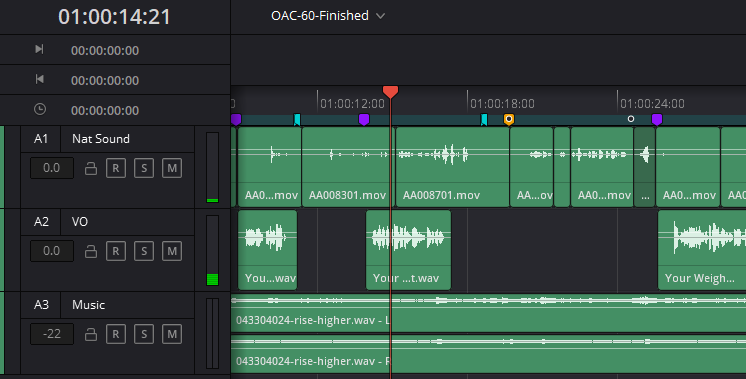 01:00:14:21
OAC-60-Finished
00:00:00:00
00:00:00:00
00:00:00:00
0 01:00:12:00 01:00:18:00 01:00:24:00
A1 Nat Sound
0.0 R S M
AA0...mov AA008301.mov AA008701.mov AA...ov AA0...mov ... AA0...mov AA0
A2 VO
0.0 R S M
You...wav Your ...t.wav Your Weigh...
A3 Music
-22 R S M
043304024-rise-higher.wav - L
043304024-rise-higher.wav - R